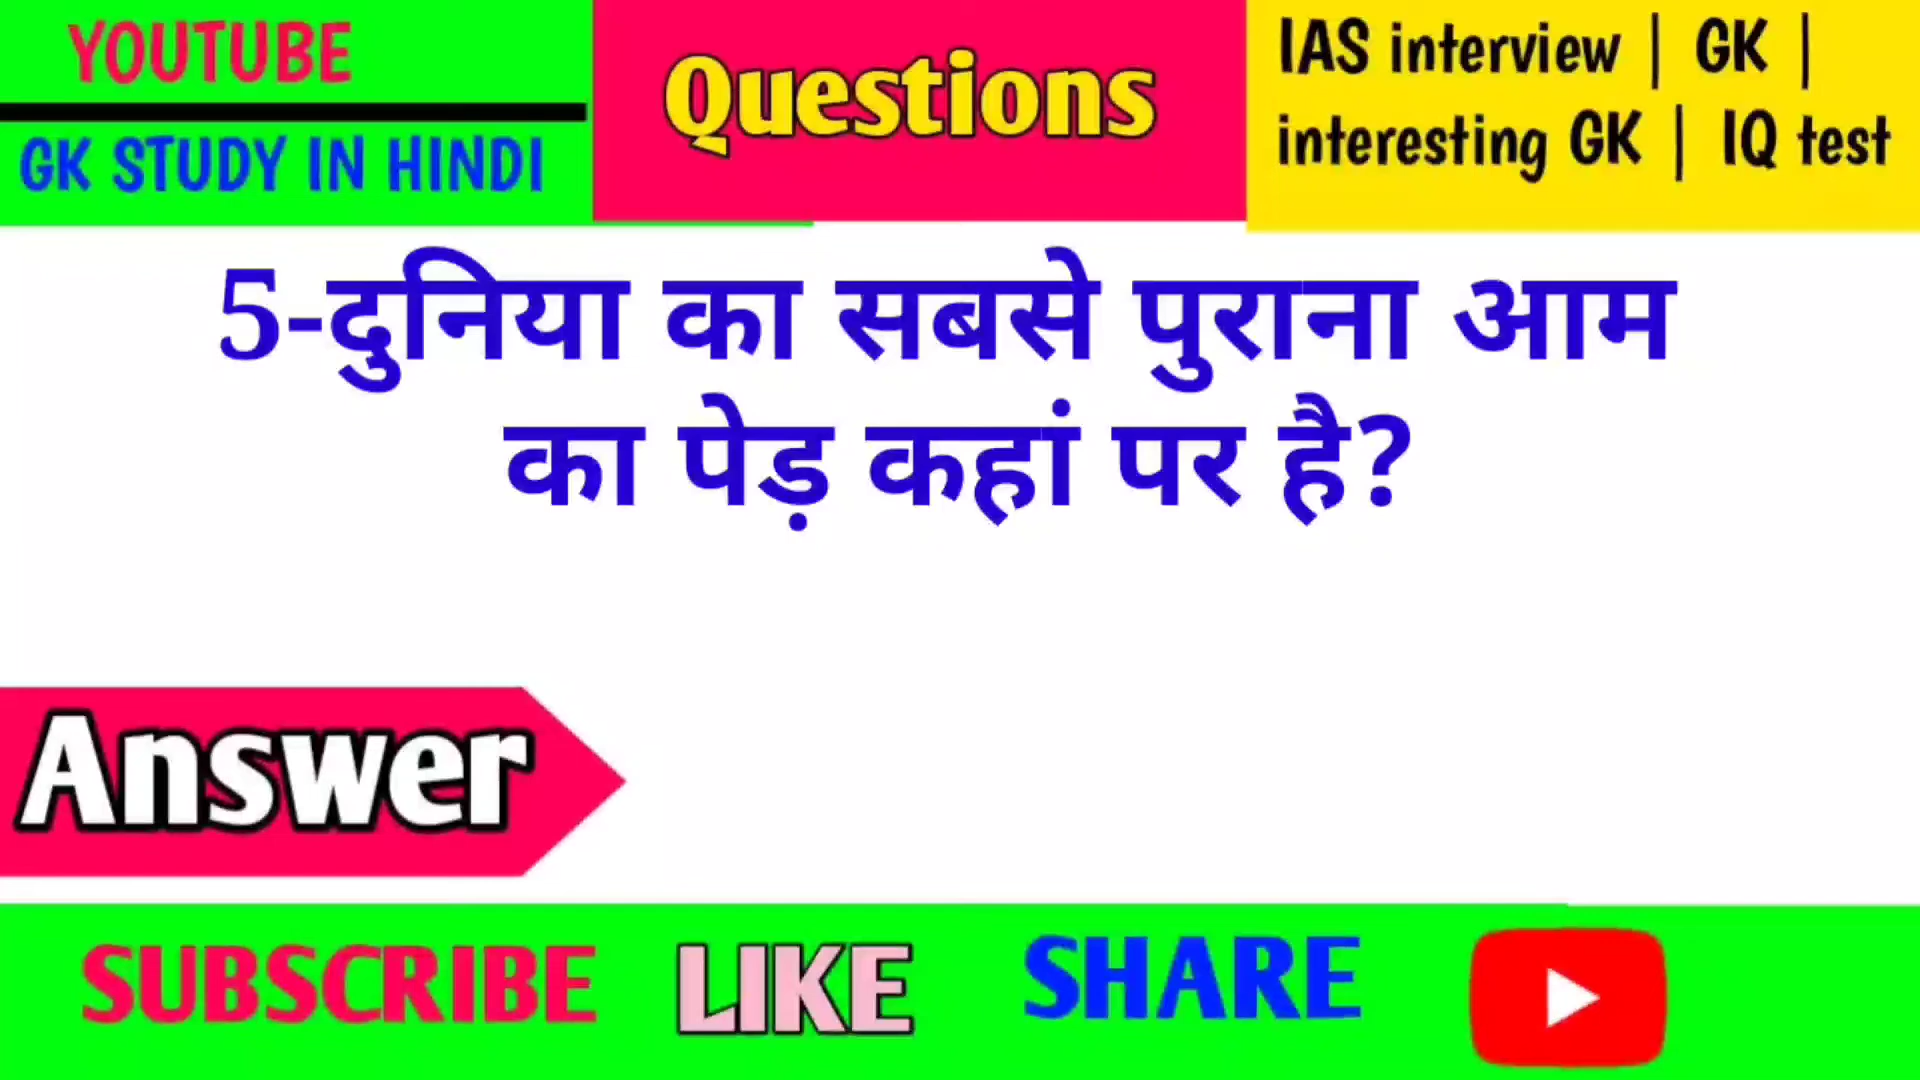 YOUTUBE
GK STUDY IN HINDI
Questions
IAS interview | GK |
interesting GK | IQ test
5-दुनिया का सबसे पुराना आम
का पेड़ कहां पर है?
Answer
SUBSCRIBE LIKE SHARE